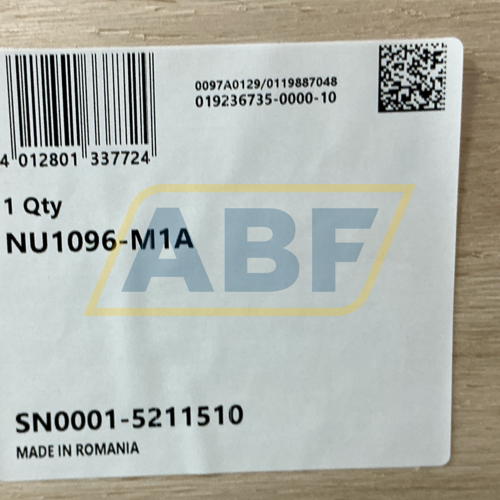 0097A0129/0119887048
019236735-0000-10
4 012801 337724
1 Qty
NU1096-M1A
ABF
SN0001-5211510
MADE IN ROMANIA